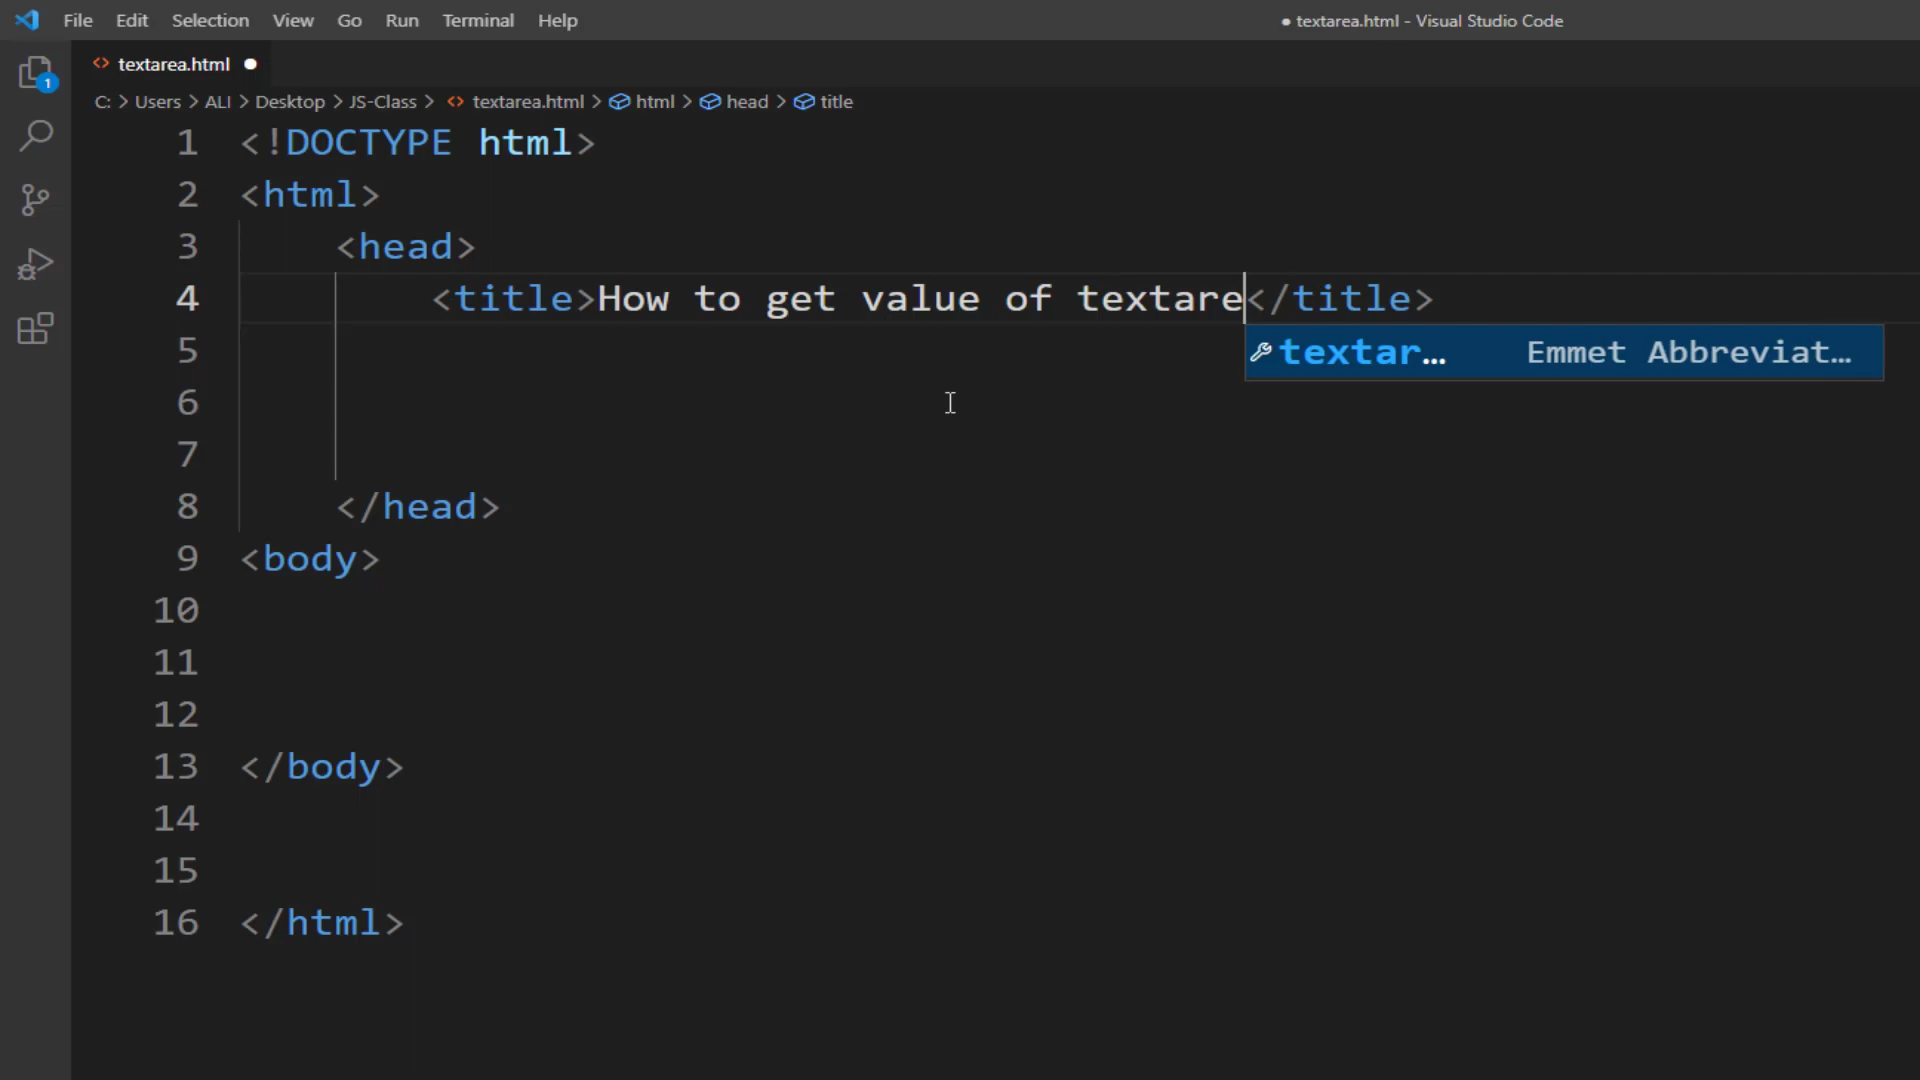 File Edit Selection View Go Run Terminal Help
● textarea.html - Visual Studio Code
textarea.html
1
C: > Users > ALI > Desktop > JS-Class > textarea.html > html > head > title
1 <!DOCTYPE html>
2 <html>
3 <head>
4 <title>How to get value of textare</title>
5 textar… Emmet Abbreviat…
6
7
8 </head>
9 <body>
10
11
12
13 </body>
14
15
16 </html>